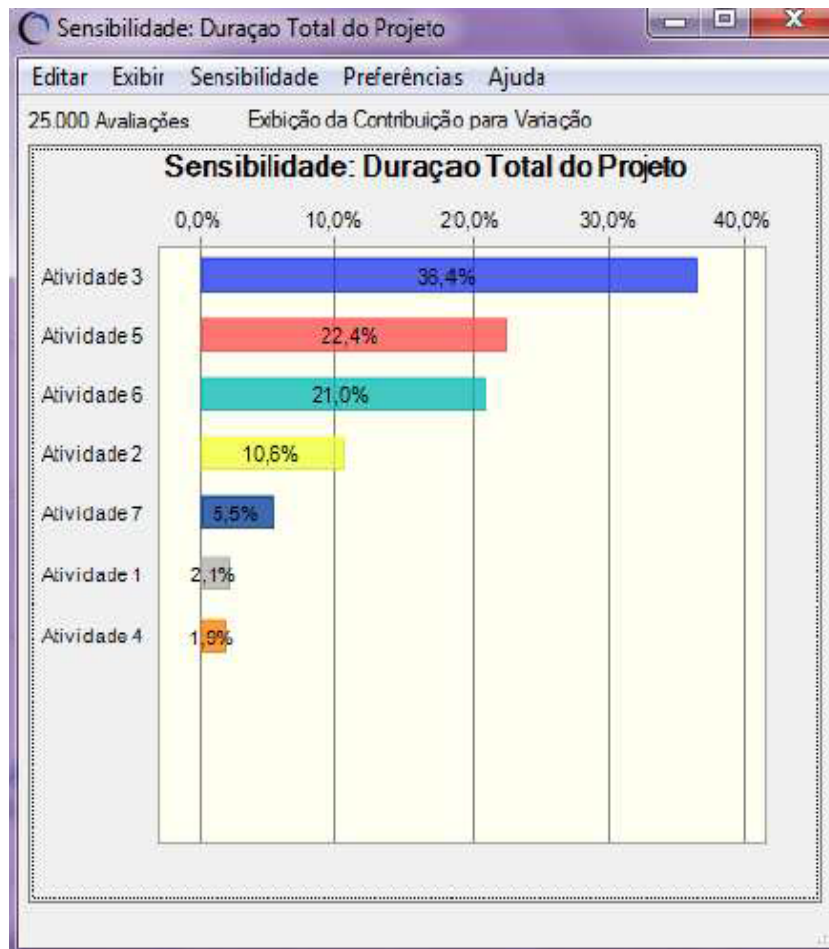 Sensibilidade: Duraçao Total do Projeto
Editar Exibir Sensibilidade Preferências Ajuda
25.000 Avaliações Exibição da Contribuição para Variação
Sensibilidade: Duraçao Total do Projeto
0,0% 10,0% 20,0% 30,0% 40,0%
Atividade 3 36,4%
Atividade 5 22,4%
Atividade 6 21,0%
Atividade 2 10,6%
Atividade 7 5,5%
Atividade 1 2,1%
Atividade 4 1,9%